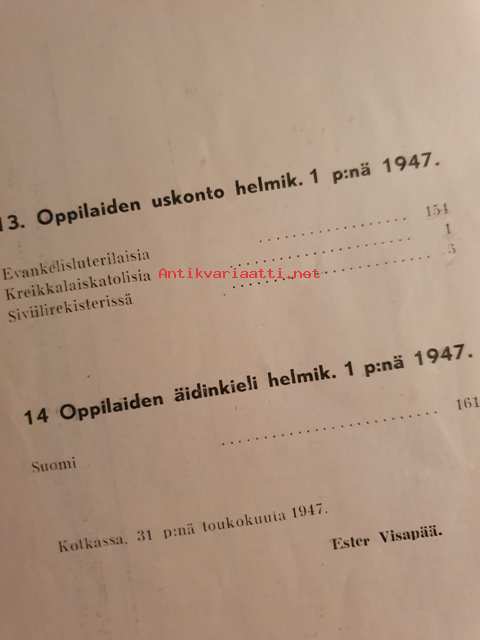 13. Oppilaiden uskonto helmik. 1 p:nä 1947.
Evankelisluterilaisia . . . . . . . . . . . . . . . . . 154
Kreikkalaiskatolisia . . . . . . . . . . . . . . . . . . . . . 1
Siviilirekisterissä . . . . . . . . . . . . . . . . . . . . . .
Antikvariaatti.net
14 Oppilaiden äidinkieli helmik. 1 p:nä 1947.
Suomi . . . . . . . . . . . . . . . . . . . . . . . . . 161
Kotkassa, 31 p:nä toukokuuta 1947.
Ester Visapää.